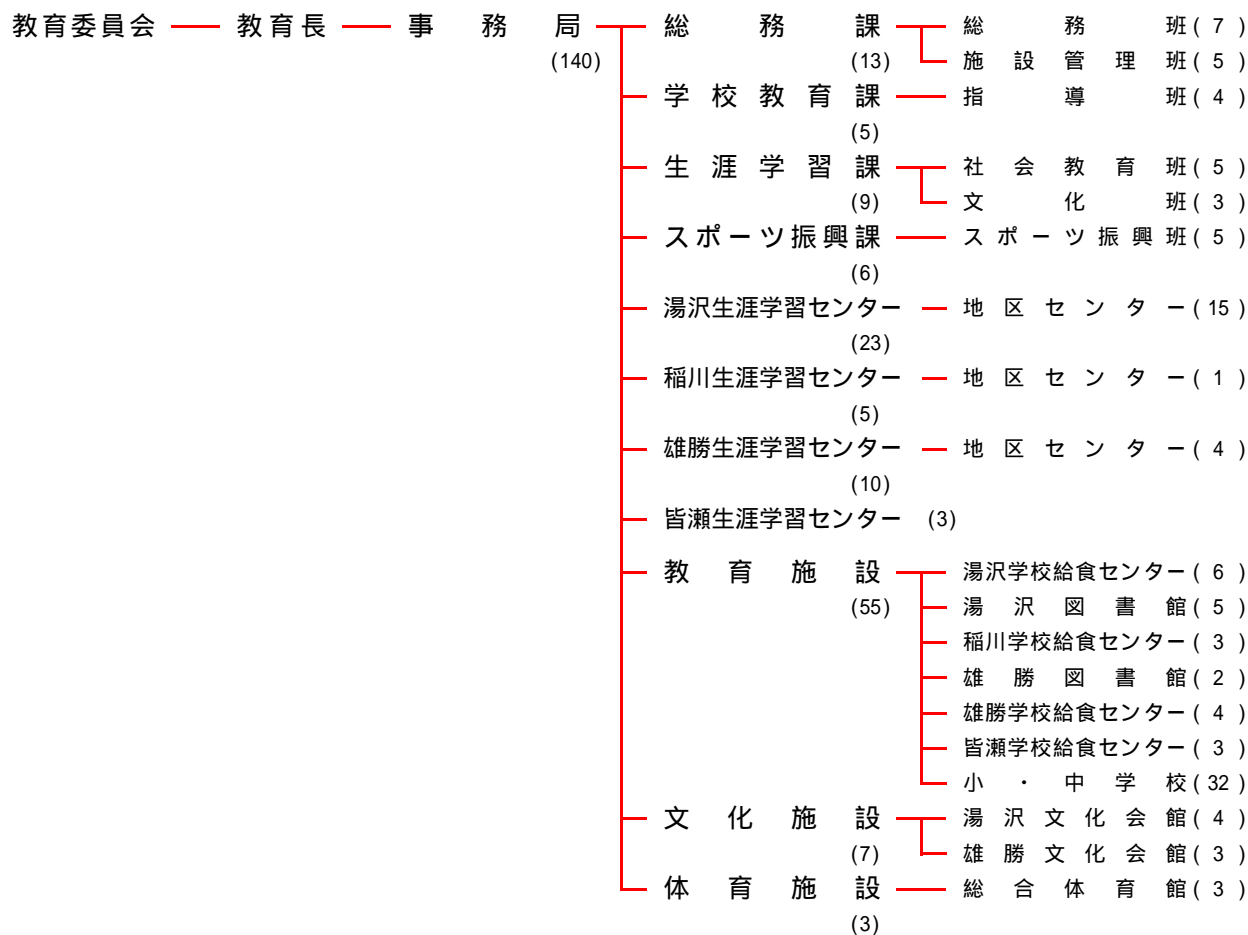 教育委員会 教育長 事務局 総務課 総務班(7)
(140) (13) 施設管理班(5)
学校教育課 指導班(4)
(5)
生涯学習課 社会教育班(5)
(9) 文化班(3)
スポーツ振興課 スポーツ振興班(5)
(6)
湯沢生涯学習センター 地区センター(15)
(23)
稲川生涯学習センター 地区センター(1)
(5)
雄勝生涯学習センター 地区センター(4)
(10)
皆瀬生涯学習センター (3)
教育施設 湯沢学校給食センター(6)
(55) 湯沢図書館(5)
稲川学校給食センター(3)
雄勝図書館(2)
雄勝学校給食センター(4)
皆瀬学校給食センター(3)
小・中学校(32)
文化施設 湯沢文化会館(4)
(7) 雄勝文化会館(3)
体育施設 総合体育館(3)
(3)